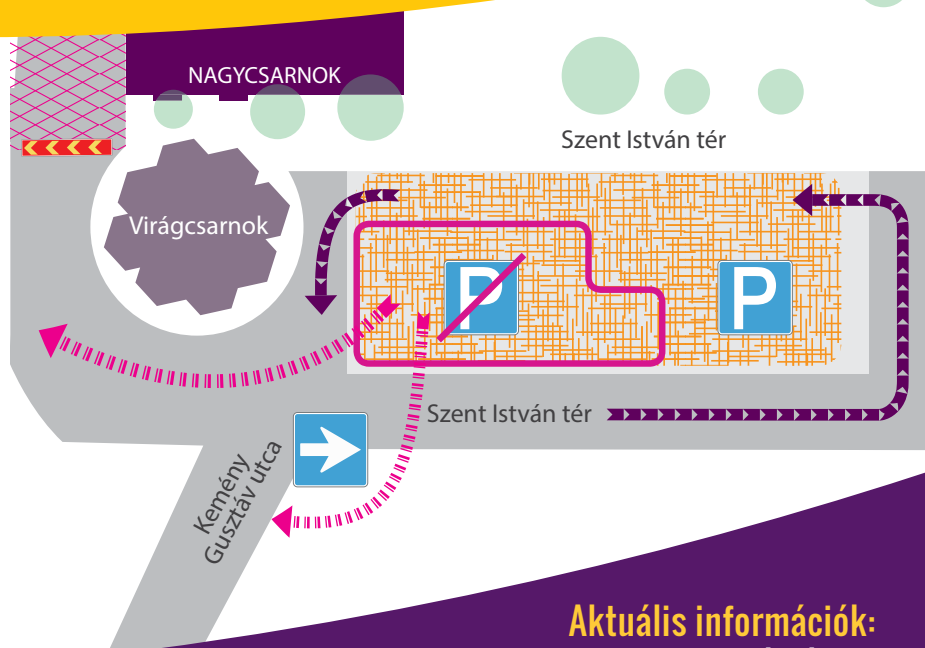 NAGYCSARNOK
Szent István tér
Virágcsarnok
P
P
Szent István tér
Kemény
Gusztáv utca
Aktuális információk: